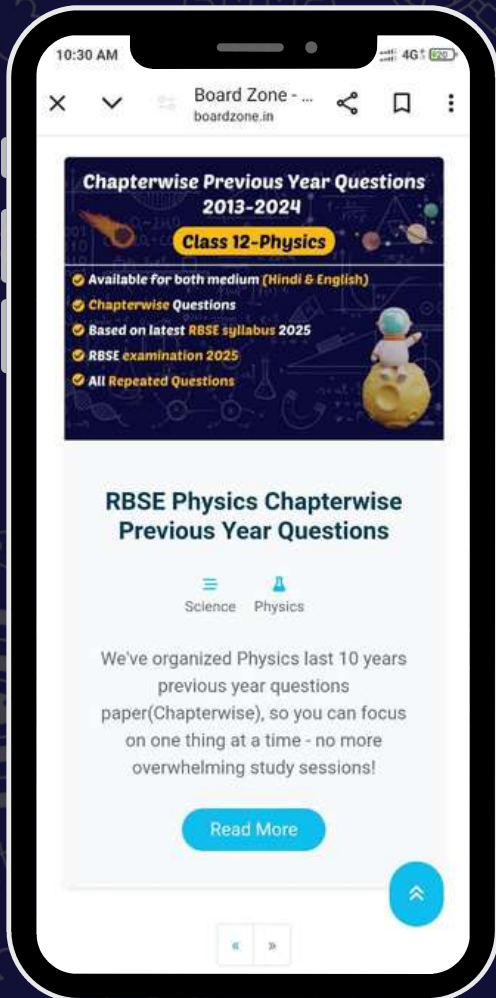 10:30 AM
4G
Board Zone - ...
boardzone.in
Chapterwise Previous Year Questions
2013-2024
Class 12-Physics
Available for both medium (Hindi & English)
Chapterwise Questions
Based on latest RBSE syllabus 2025
RBSE examination 2025
All Repeated Questions
RBSE Physics Chapterwise
Previous Year Questions
Science Physics
We've organized Physics last 10 years
previous year questions
paper(Chapterwise), so you can focus
on one thing at a time - no more
overwhelming study sessions!
Read More
« »